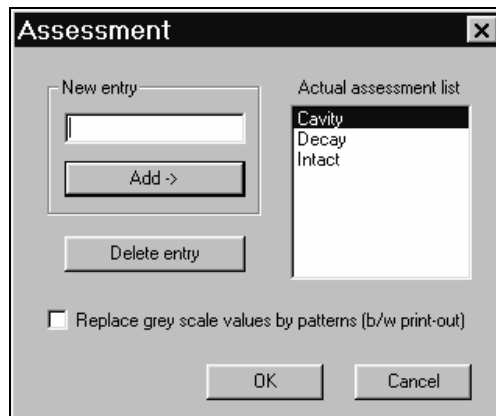 Assessment
New entry
Add ->
Delete entry
Actual assessment list
Cavity
Decay
Intact
Replace grey scale values by patterns (b/w print-out)
OK
Cancel